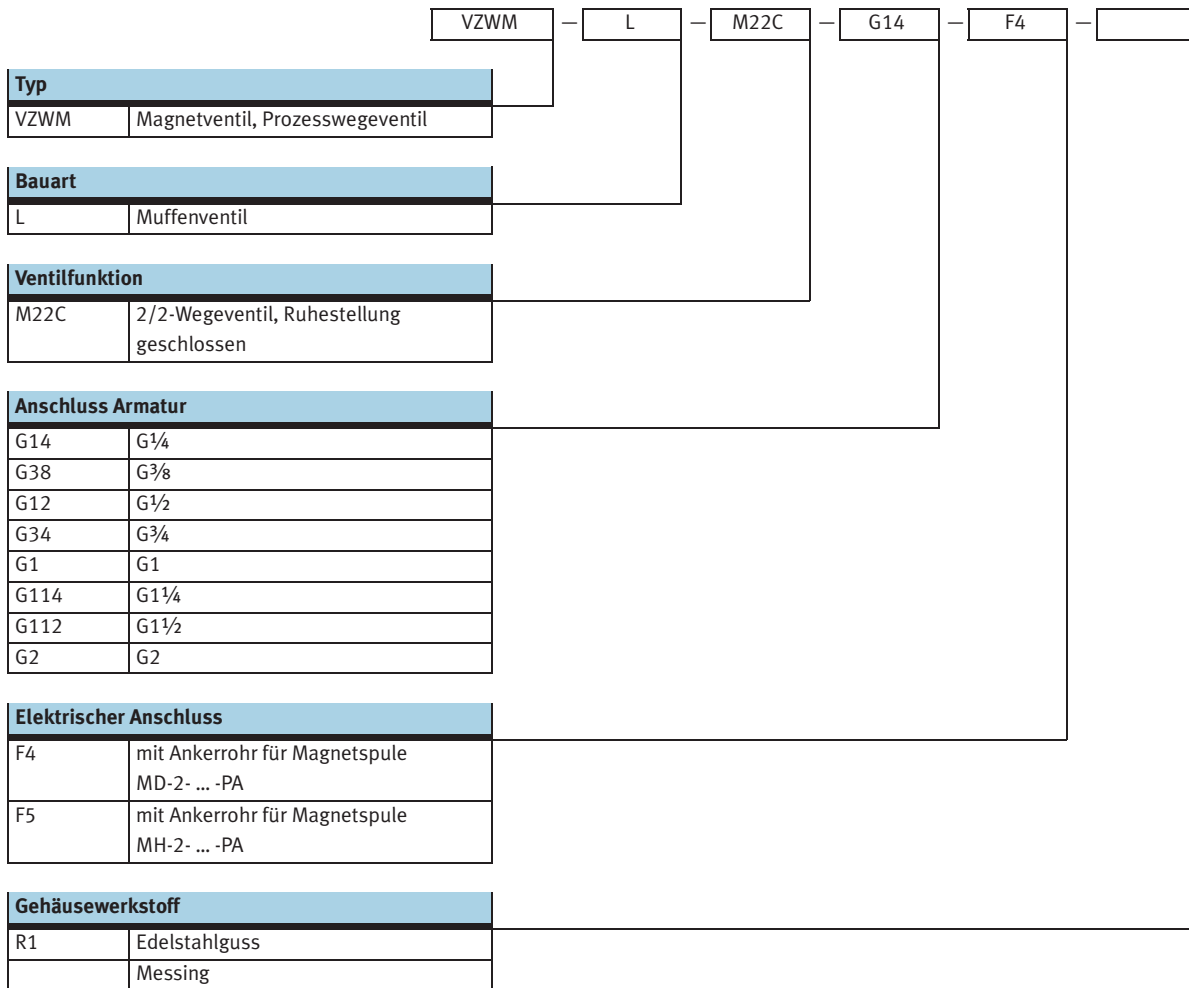 VZWM — L — M22C — G14 — F4 —
Typ
VZWM Magnetventil, Prozesswegeventil
Bauart
L Muffenventil
Ventilfunktion
M22C 2/2-Wegeventil, Ruhestellung
geschlossen
Anschluss Armatur
G14 G¼
G38 G⅜
G12 G½
G34 G¾
G1 G1
G114 G1¼
G112 G1½
G2 G2
Elektrischer Anschluss
F4 mit Ankerrohr für Magnetspule
MD-2- ... -PA
F5 mit Ankerrohr für Magnetspule
MH-2- ... -PA
Gehäusewerkstoff
R1 Edelstahlguss
Messing